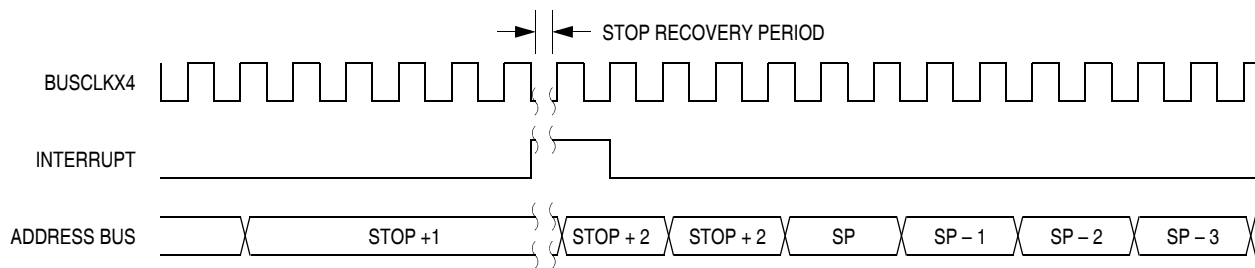 STOP RECOVERY PERIOD
BUSCLKX4
INTERRUPT
ADDRESS BUS STOP +1 STOP + 2 STOP + 2 SP SP – 1 SP – 2 SP – 3